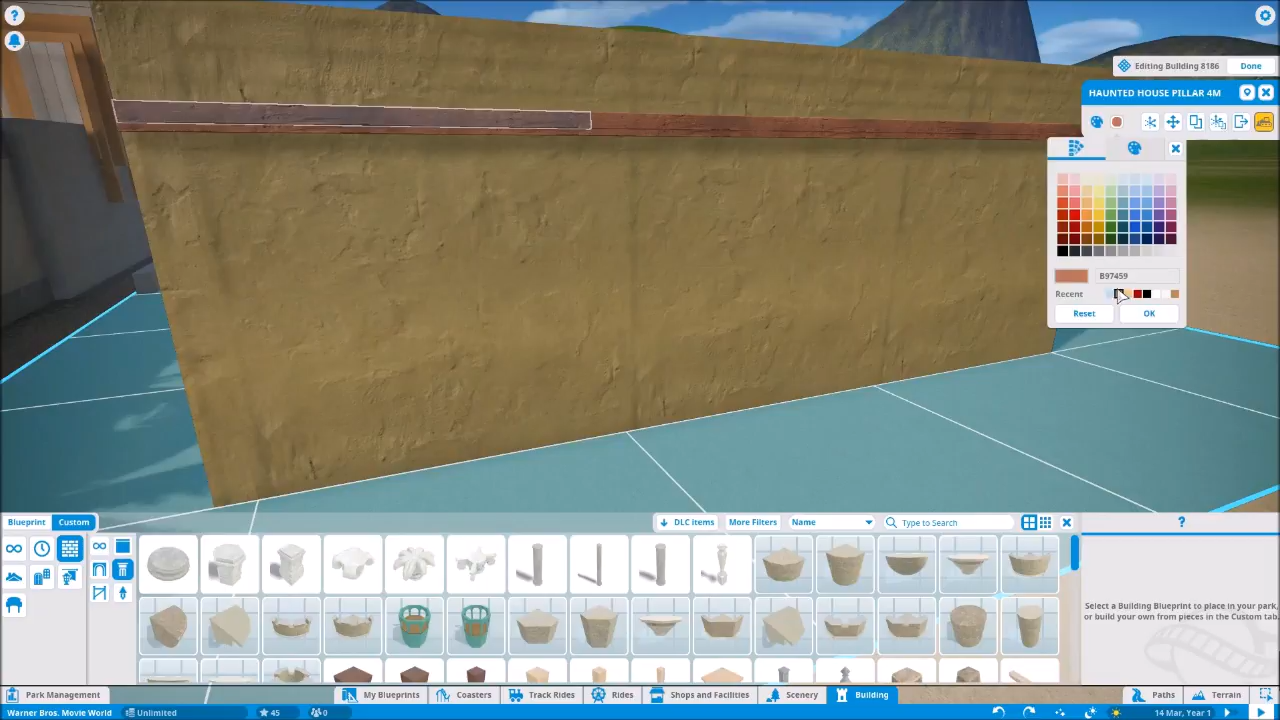 ?
Editing Building 8186
Done
HAUNTED HOUSE PILLAR 4M
B97459
Recent
Reset
OK
Blueprint
Custom
DLC items
More Filters
Name
Type to Search
?
Select a Building Blueprint to place in your park,
or build your own from pieces in the Custom tab.
Park Management
My Blueprints
Coasters
Track Rides
Rides
Shops and Facilities
Scenery
Building
Paths
Terrain
Warner Bros. Movie World
Unlimited
45
0
14 Mar, Year 1